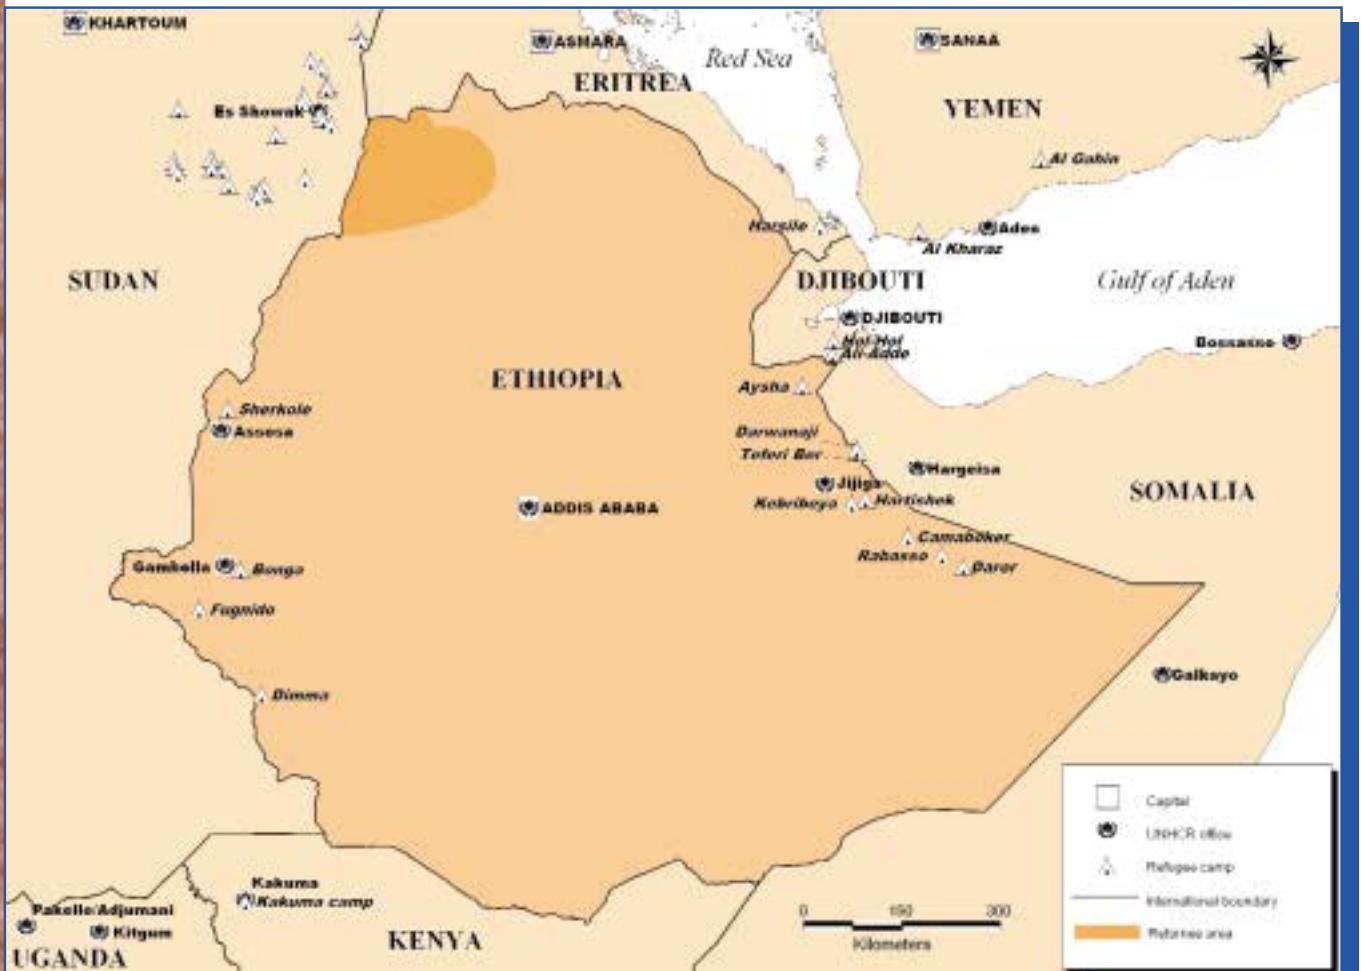 KHARTOUM
ASMARA
SANAA
Red Sea
ERITREA
Es Showak
YEMEN
Al Gahin
Harsile
Aden
Al Kharaz
SUDAN
DJIBOUTI
Gulf of Aden
DJIBOUTI
Hol-Hol
Ali-Adde
Bossasso
ETHIOPIA
Aysha
Sherkole
Assosa
Darwanaji
Teferi Ber
Hargeisa
Jijiga
SOMALIA
Kebribeya
Hartishek
ADDIS ABABA
Camaboker
Rabasso
Daror
Gambella
Bonga
Fugnido
Galkayo
Dimma
Capital
UNHCR office
Refugee camp
International boundary
Returnee area
Kakuma
Kakuma camp
Pakelle/Adjumani
Kitgum
0 150 300
Kilometers
KENYA
UGANDA